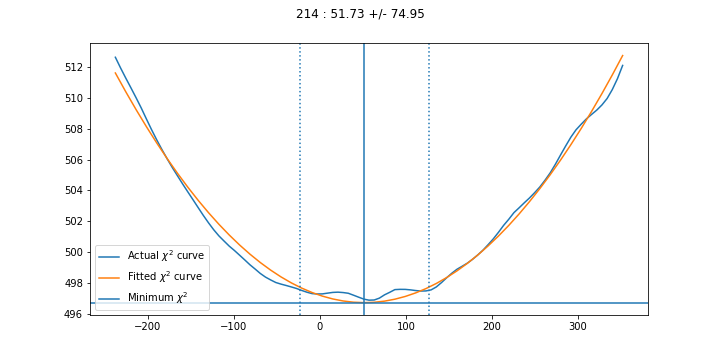 214 : 51.73 +/- 74.95
512
510
508
506
504
502
500
498
496
Actual χ² curve
Fitted χ² curve
Minimum χ²
−200 −100 0 100 200 300